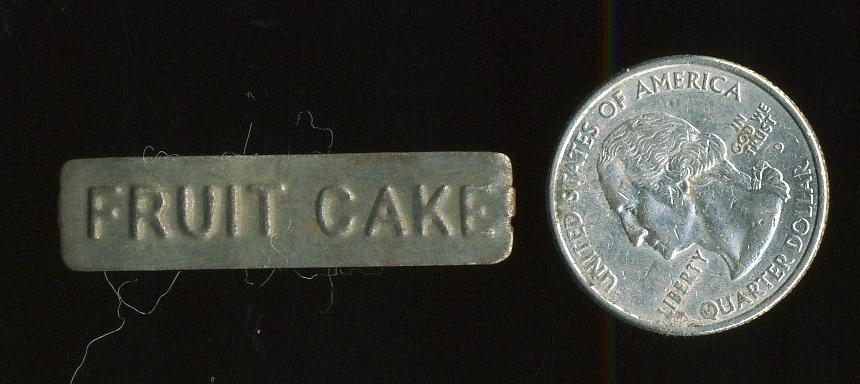 FRUIT CAKE
UNITED STATES OF AMERICA
IN
GOD WE
TRUST
D
LIBERTY
QUARTER DOLLAR